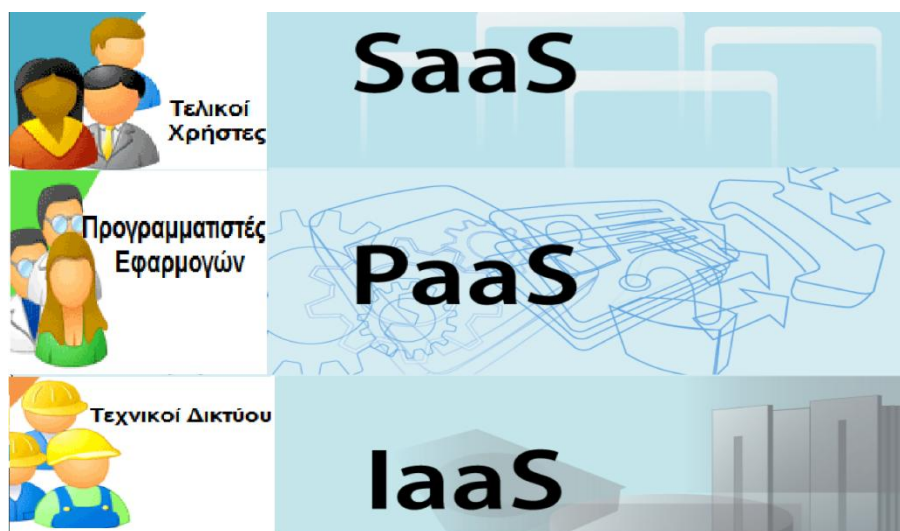 SaaS
Τελικοί
Χρήστες
Προγραμματιστές
Εφαρμογών
PaaS
Τεχνικοί Δικτύου
IaaS